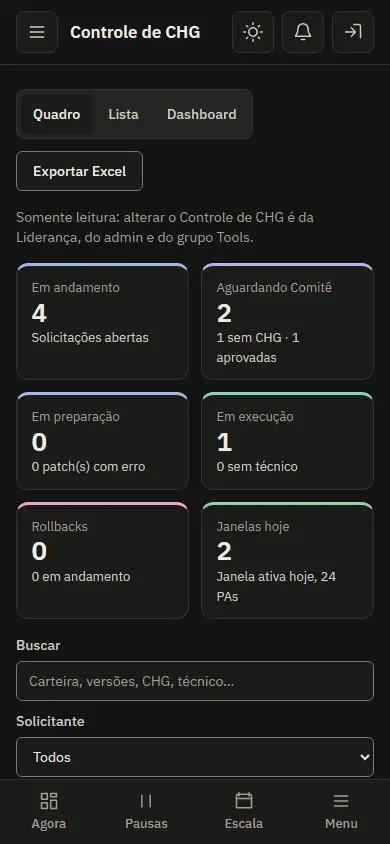 Controle de CHG
Quadro
Lista
Dashboard
Exportar Excel
Somente leitura: alterar o Controle de CHG é da
Liderança, do admin e do grupo Tools.
Em andamento
4
Solicitações abertas
Aguardando Comitê
2
1 sem CHG · 1
aprovadas
Em preparação
0
0 patch(s) com erro
Em execução
1
0 sem técnico
Rollbacks
0
0 em andamento
Janelas hoje
2
Janela ativa hoje, 24
PAs
Buscar
Carteira, versões, CHG, técnico...
Solicitante
Todos
Agora
Pausas
Escala
Menu